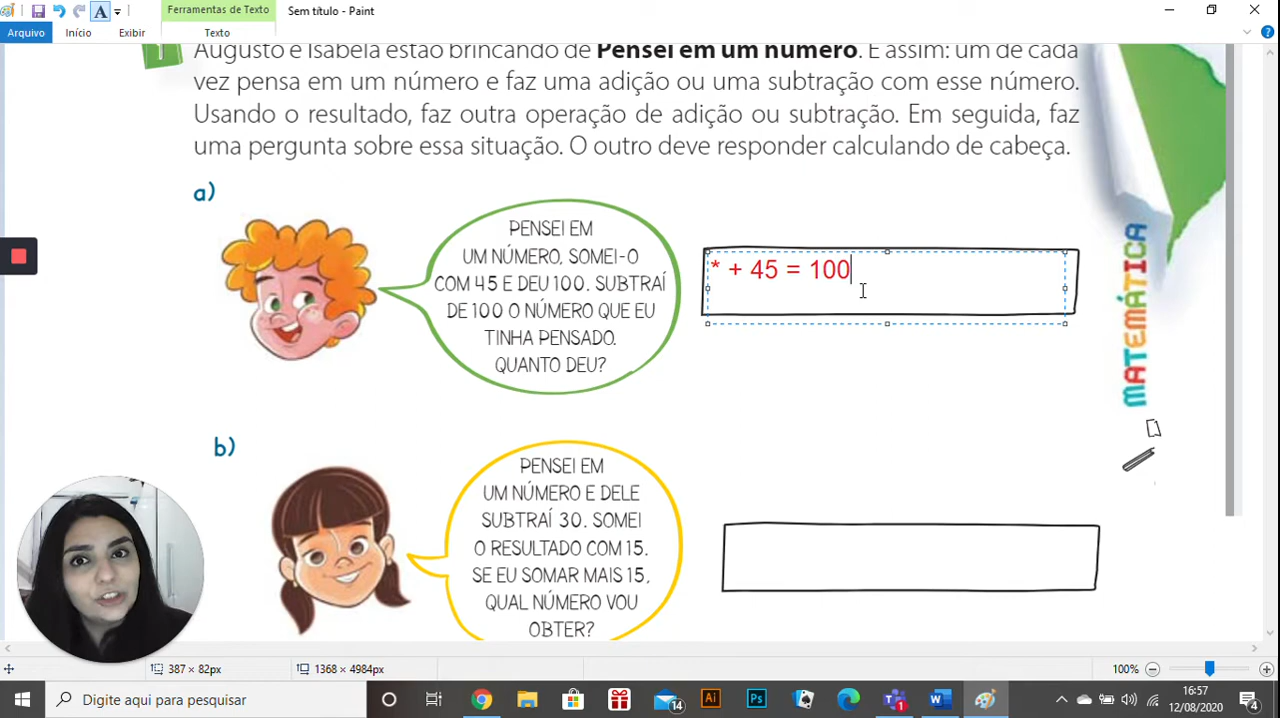 Ferramentas de Texto
Sem título - Paint
Arquivo
Início
Exibir
Texto
1
Augusto e Isabela estão brincando de Pensei em um número. É assim: um de cada
vez pensa em um número e faz uma adição ou uma subtração com esse número.
Usando o resultado, faz outra operação de adição ou subtração. Em seguida, faz
uma pergunta sobre essa situação. O outro deve responder calculando de cabeça.
a)
PENSEI EM
UM NÚMERO, SOMEI-O
COM 45 E DEU 100. SUBTRAÍ
DE 100 O NÚMERO QUE EU
TINHA PENSADO.
QUANTO DEU?
* + 45 = 100
MATEMÁTICA
b)
PENSEI EM
UM NÚMERO E DELE
SUBTRAÍ 30. SOMEI
O RESULTADO COM 15.
SE EU SOMAR MAIS 15,
QUAL NÚMERO VOU
OBTER?
387 × 82px
1368 × 4984px
100%
Digite aqui para pesquisar
14
Ai
Ps
1
W
16:57
12/08/2020
4